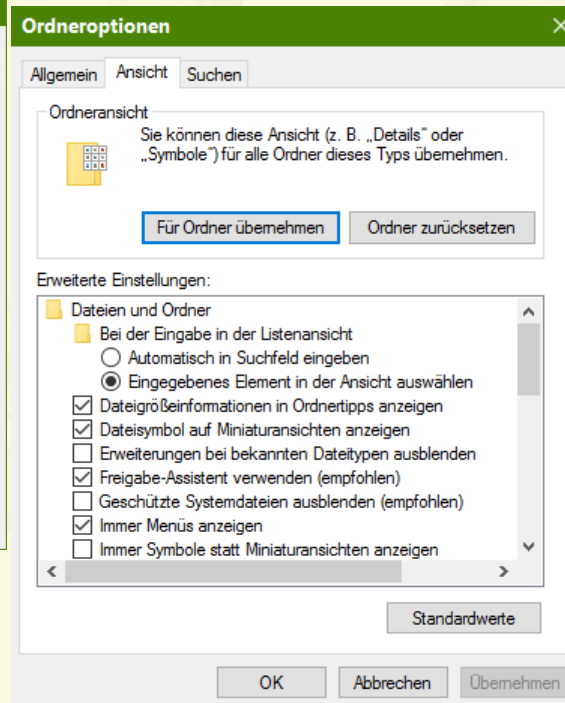 Ordneroptionen
Allgemein Ansicht Suchen
Ordneransicht
Sie können diese Ansicht (z. B. „Details“ oder
„Symbole“) für alle Ordner dieses Typs übernehmen.
Für Ordner übernehmen Ordner zurücksetzen
Erweiterte Einstellungen:
Dateien und Ordner
Bei der Eingabe in der Listenansicht
Automatisch in Suchfeld eingeben
Eingegebenes Element in der Ansicht auswählen
Dateigrößeinformationen in Ordnertipps anzeigen
Dateisymbol auf Miniaturansichten anzeigen
Erweiterungen bei bekannten Dateitypen ausblenden
Freigabe-Assistent verwenden (empfohlen)
Geschützte Systemdateien ausblenden (empfohlen)
Immer Menüs anzeigen
Immer Symbole statt Miniaturansichten anzeigen
Standardwerte
OK Abbrechen Übernehmen